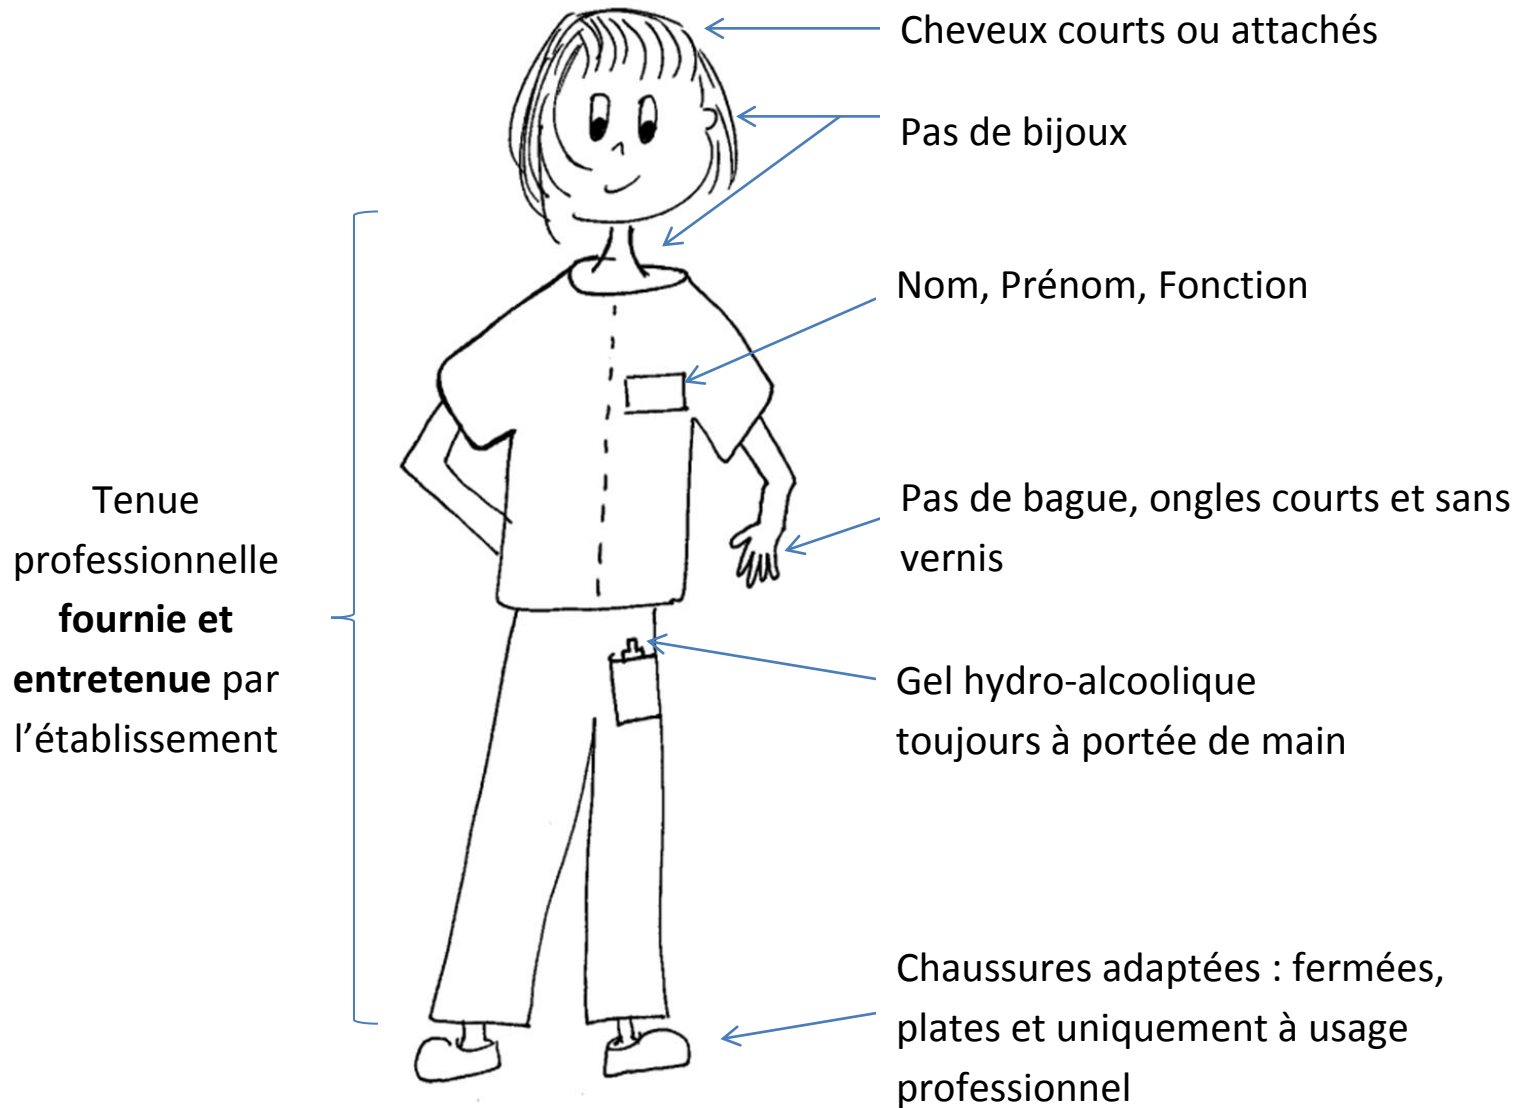 Cheveux courts ou attachés
Pas de bijoux
Nom, Prénom, Fonction
Tenue
professionnelle
fournie et
entretenue par
l’établissement
Pas de bague, ongles courts et sans
vernis
Gel hydro-alcoolique
toujours à portée de main
Chaussures adaptées : fermées,
plates et uniquement à usage
professionnel